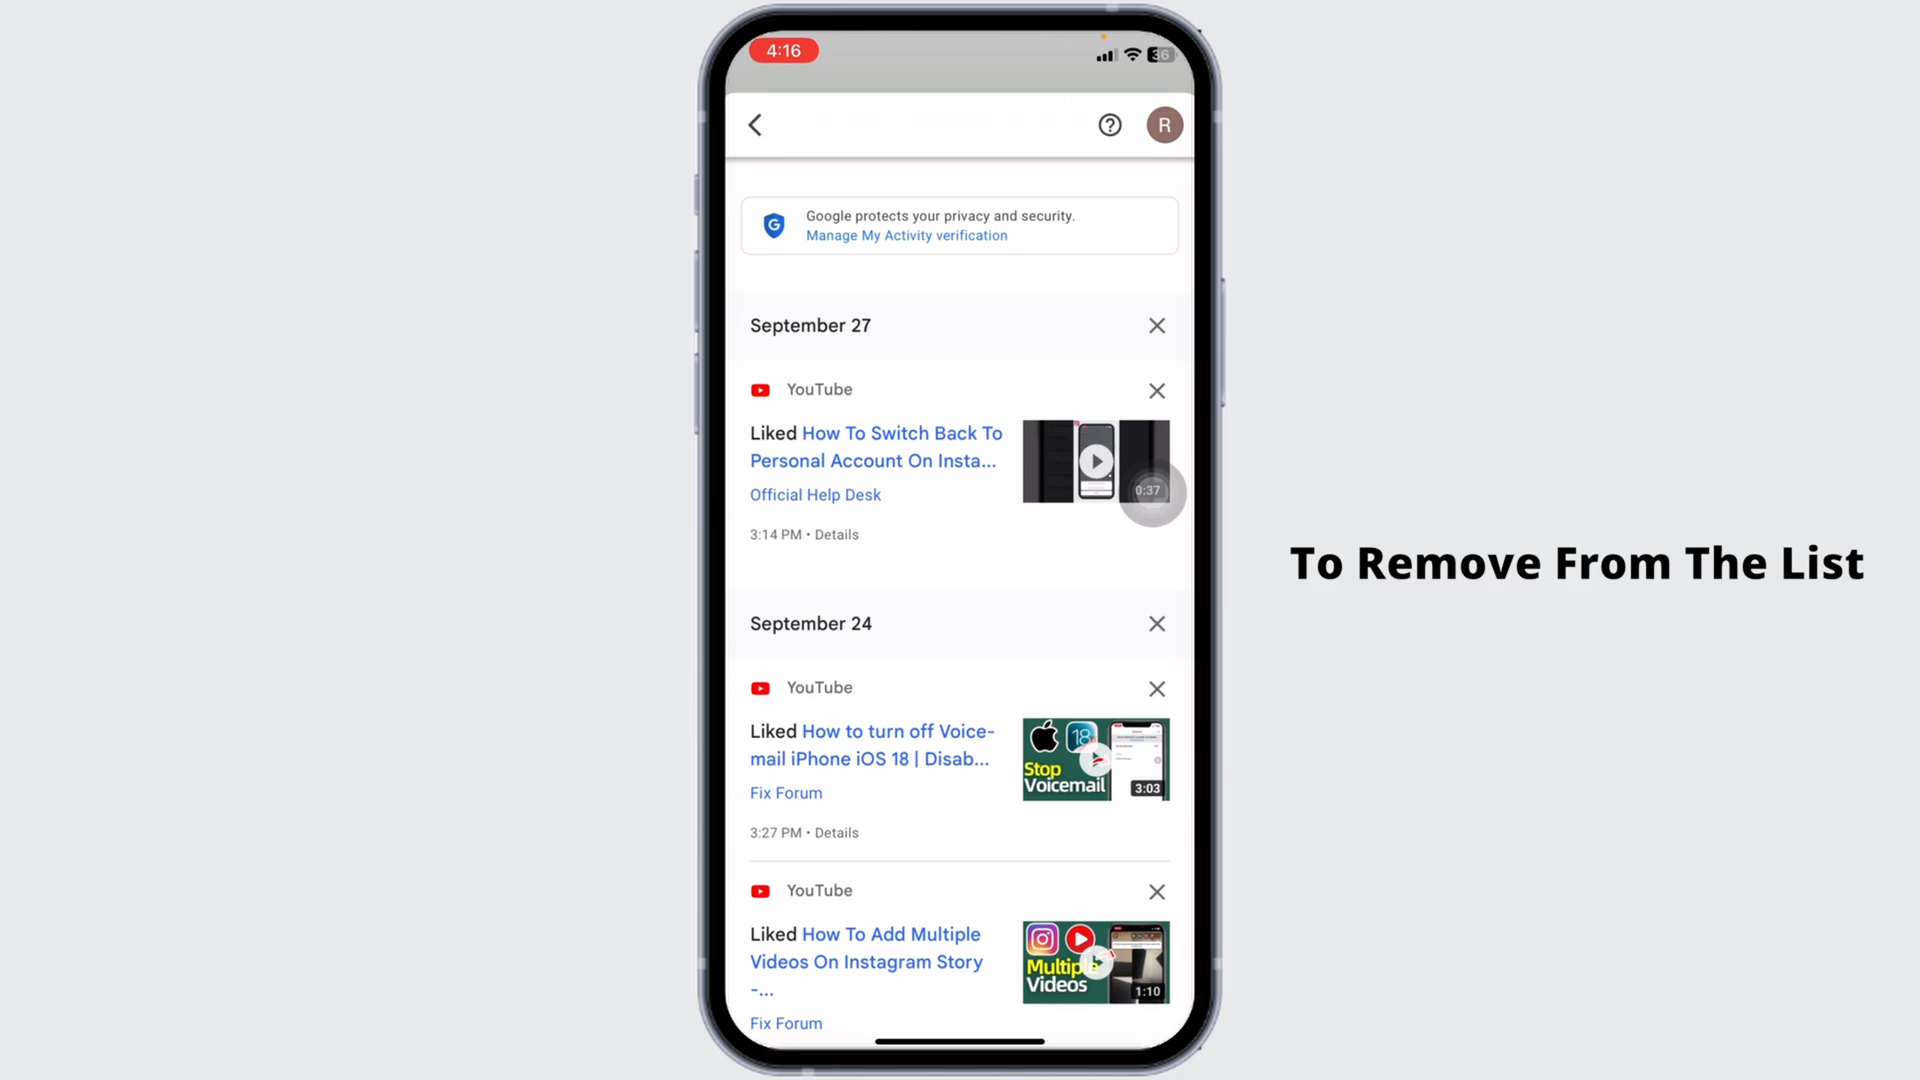 4:16
36
R
Google protects your privacy and security.
Manage My Activity verification
September 27
YouTube
Liked How To Switch Back To
Personal Account On Insta...
Official Help Desk
0:37
3:14 PM • Details
To Remove From The List
September 24
YouTube
Liked How to turn off Voice-
mail iPhone iOS 18 | Disab...
Fix Forum
18
Stop
Voicemail
3:03
3:27 PM • Details
YouTube
Liked How To Add Multiple
Videos On Instagram Story
-...
Fix Forum
Multiple
Videos
1:10